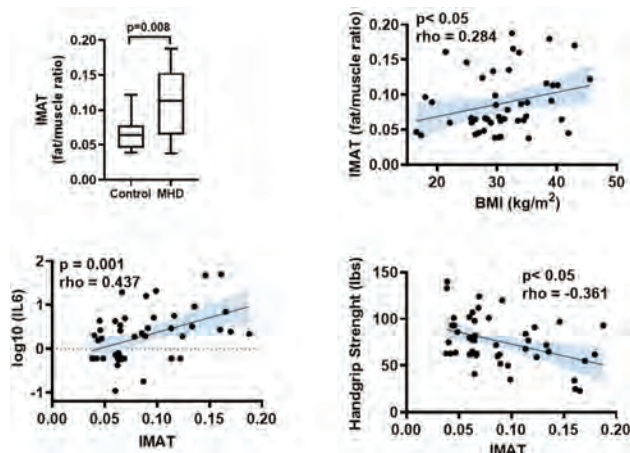 p=0.008
IMAT
(fat/muscle ratio)
0.20
0.15
0.10
0.05
0.00
Control MHD
p< 0.05
rho = 0.284
IMAT (fat/muscle ratio)
0.20
0.15
0.10
0.05
0.00
20 30 40 50
BMI (kg/m²)
p = 0.001
rho = 0.437
log10 (IL6)
2
1
0
-1
0.00 0.05 0.10 0.15 0.20
IMAT
p< 0.05
rho = -0.361
Handgrip Strenght (lbs)
150
100
50
0
0.00 0.05 0.10 0.15 0.20
IMAT